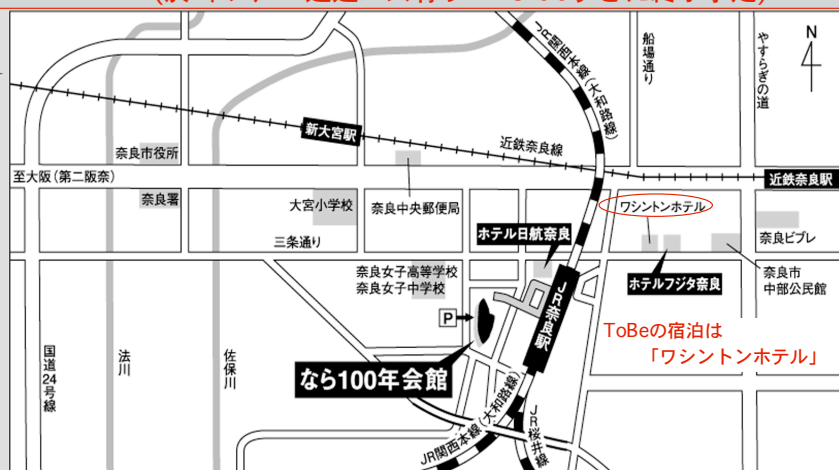 JR関西本線(大和路線)
船場通り
やすらぎの道
N
新大宮駅
近鉄奈良線
奈良市役所
至大阪(第二阪奈)
近鉄奈良駅
奈良署
大宮小学校
奈良中央郵便局
ワシントンホテル
ホテル日航奈良
三条通り
奈良ビブレ
奈良女子高等学校
奈良女子中学校
ホテルフジタ奈良
奈良市
中部公民館
JR奈良駅
P
ToBeの宿泊は
「ワシントンホテル」
国道24号線
法川
佐保川
なら100年会館
JR関西本線(大和路線)
JR桜井線